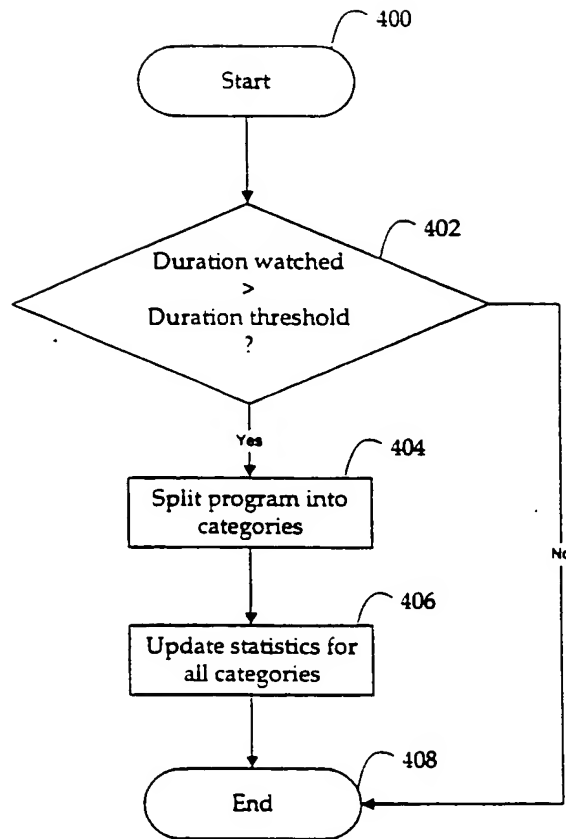 400
Start
402
Duration watched
>
Duration threshold
?
Yes
404
Split program into
categories
No
406
Update statistics for
all categories
408
End